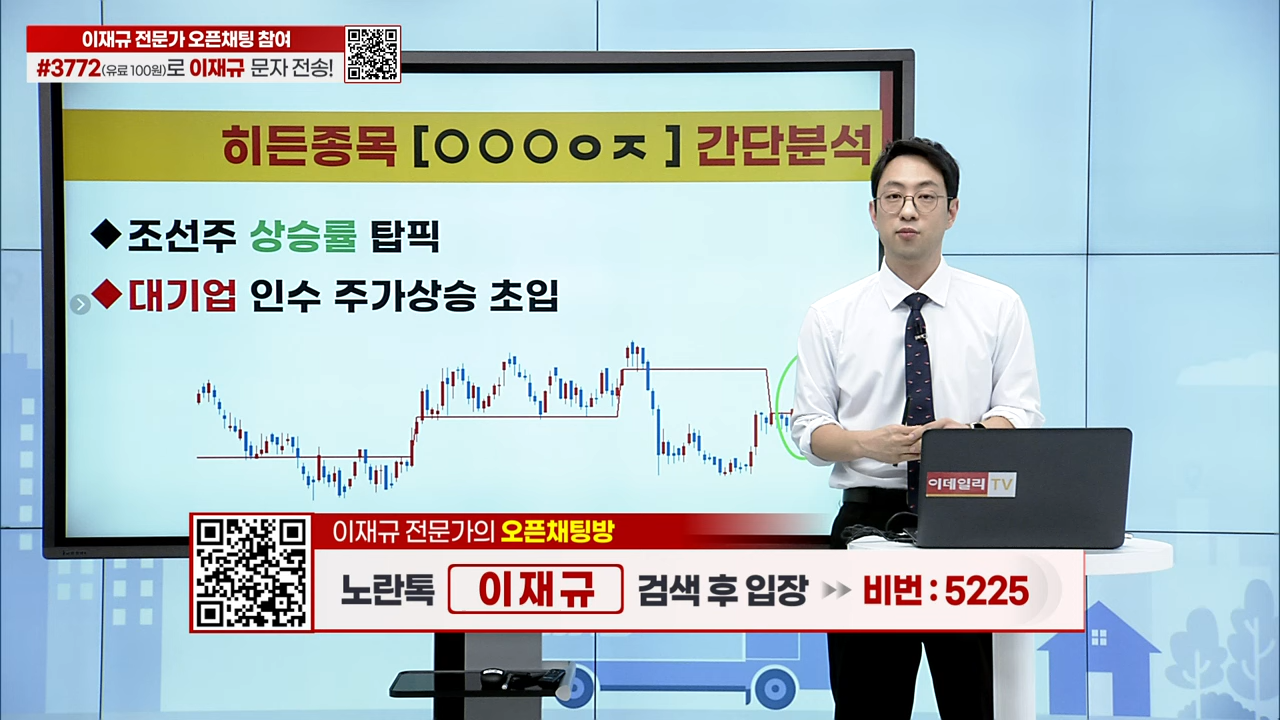 이재규 전문가 오픈채팅 참여
#3772(유료 100원)로 이재규 문자 전송!
히든종목 [○○○ㅇㅈ ] 간단분석
◆조선주 상승률 탑픽
◆대기업 인수 주가상승 초입
이데일리 TV
이재규 전문가의 오픈채팅방
노란톡 이재규 검색 후 입장 비번 : 5225